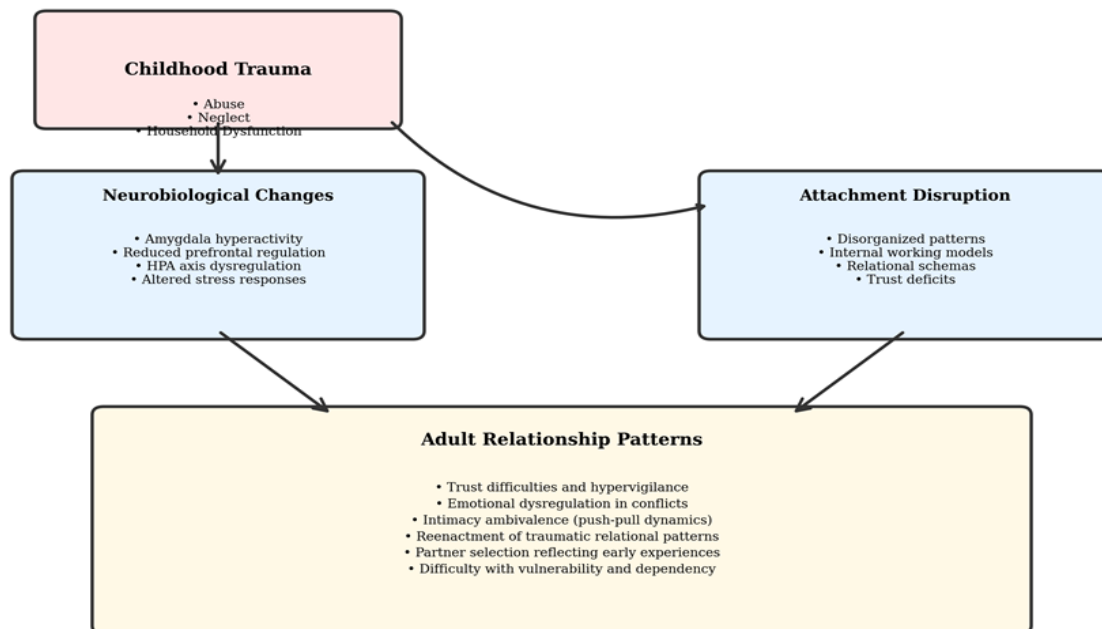 Childhood Trauma
• Abuse
• Neglect
• Household Dysfunction
Neurobiological Changes
• Amygdala hyperactivity
• Reduced prefrontal regulation
• HPA axis dysregulation
• Altered stress responses
Attachment Disruption
• Disorganized patterns
• Internal working models
• Relational schemas
• Trust deficits
Adult Relationship Patterns
• Trust difficulties and hypervigilance
• Emotional dysregulation in conflicts
• Intimacy ambivalence (push-pull dynamics)
• Reenactment of traumatic relational patterns
• Partner selection reflecting early experiences
• Difficulty with vulnerability and dependency